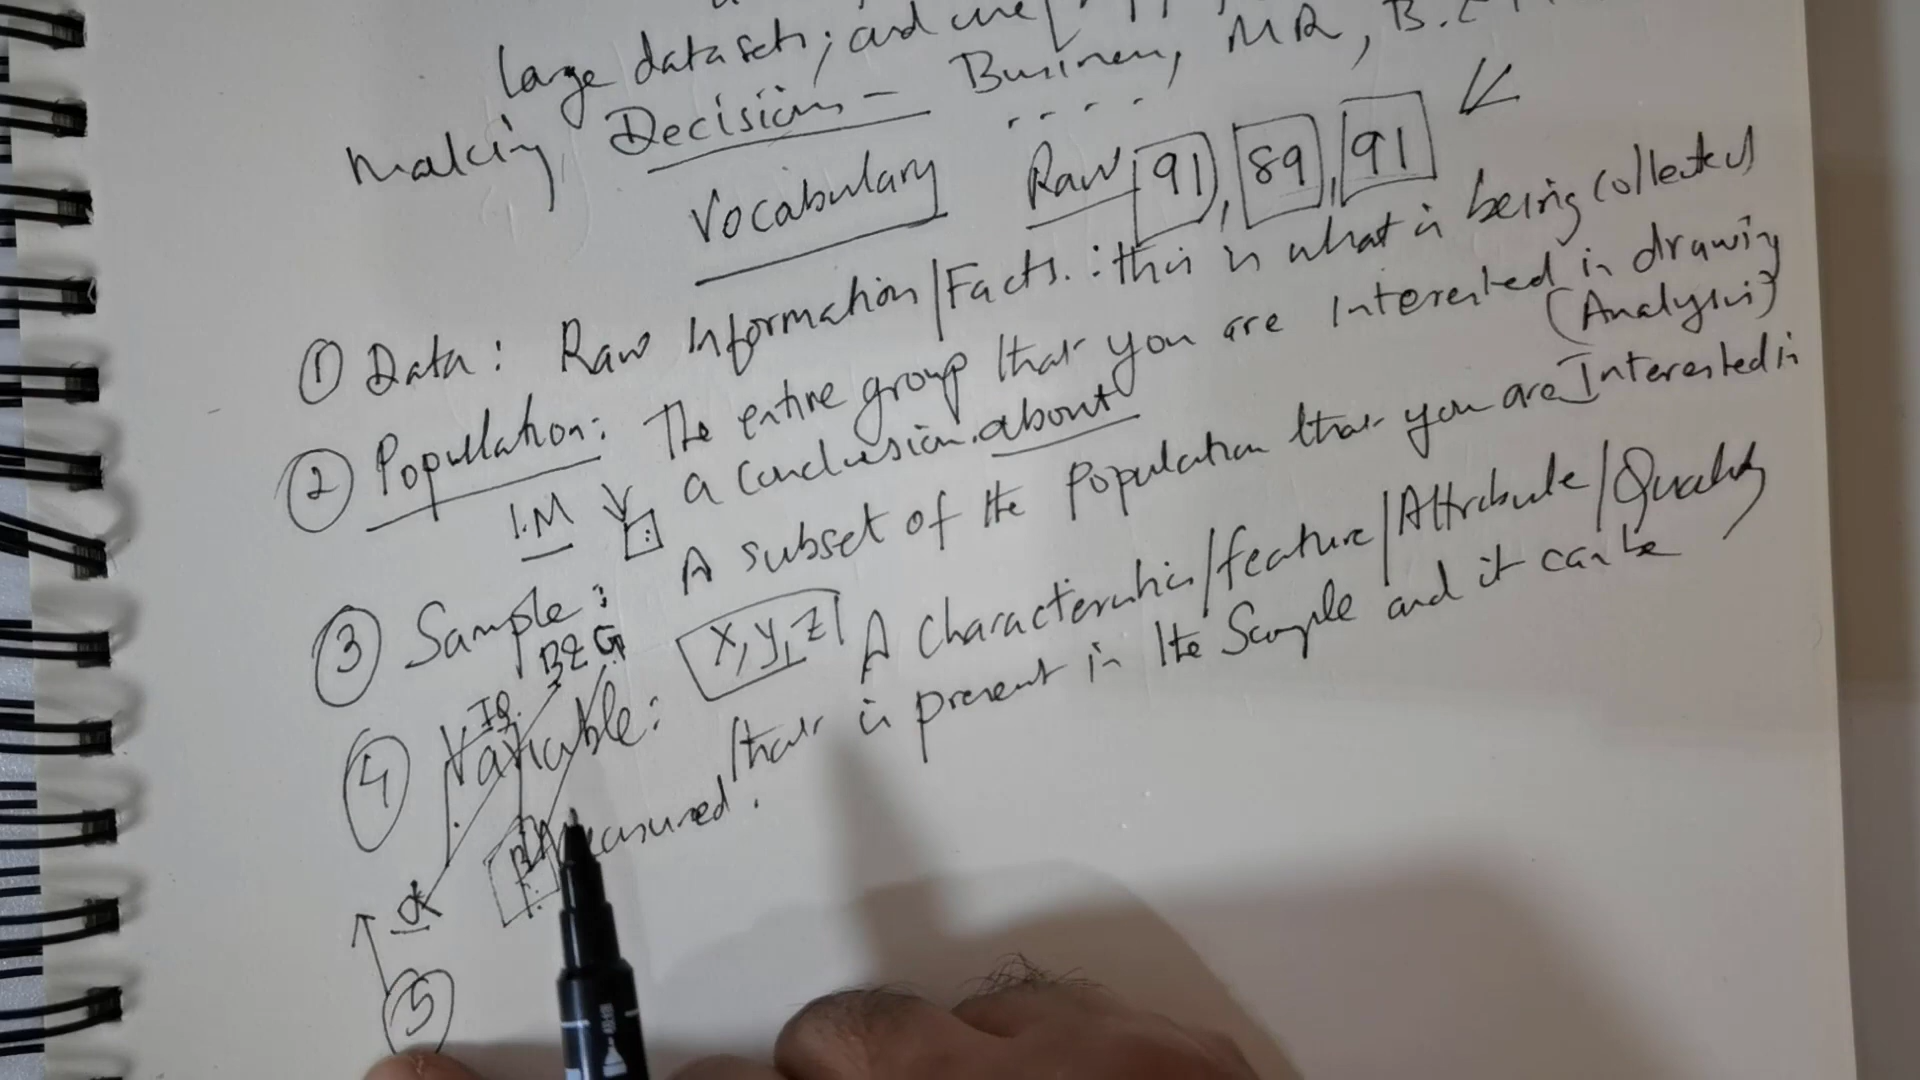 large datasets, and
making Decisions - Business, MR,
Vocabulary Raw 91, 89, 91
① Data: Raw Information/Facts. : this is what is being collected
② Popullation: The entire group that you are interested in drawing
a conclusion about (Analysis)
1.M
③ Sample: A subset of the population that you are Interested in
④ Variable: x, y, z A characteristic/feature/Attribute/Quality
that is present in the Sample and it can be
measured.
⑤